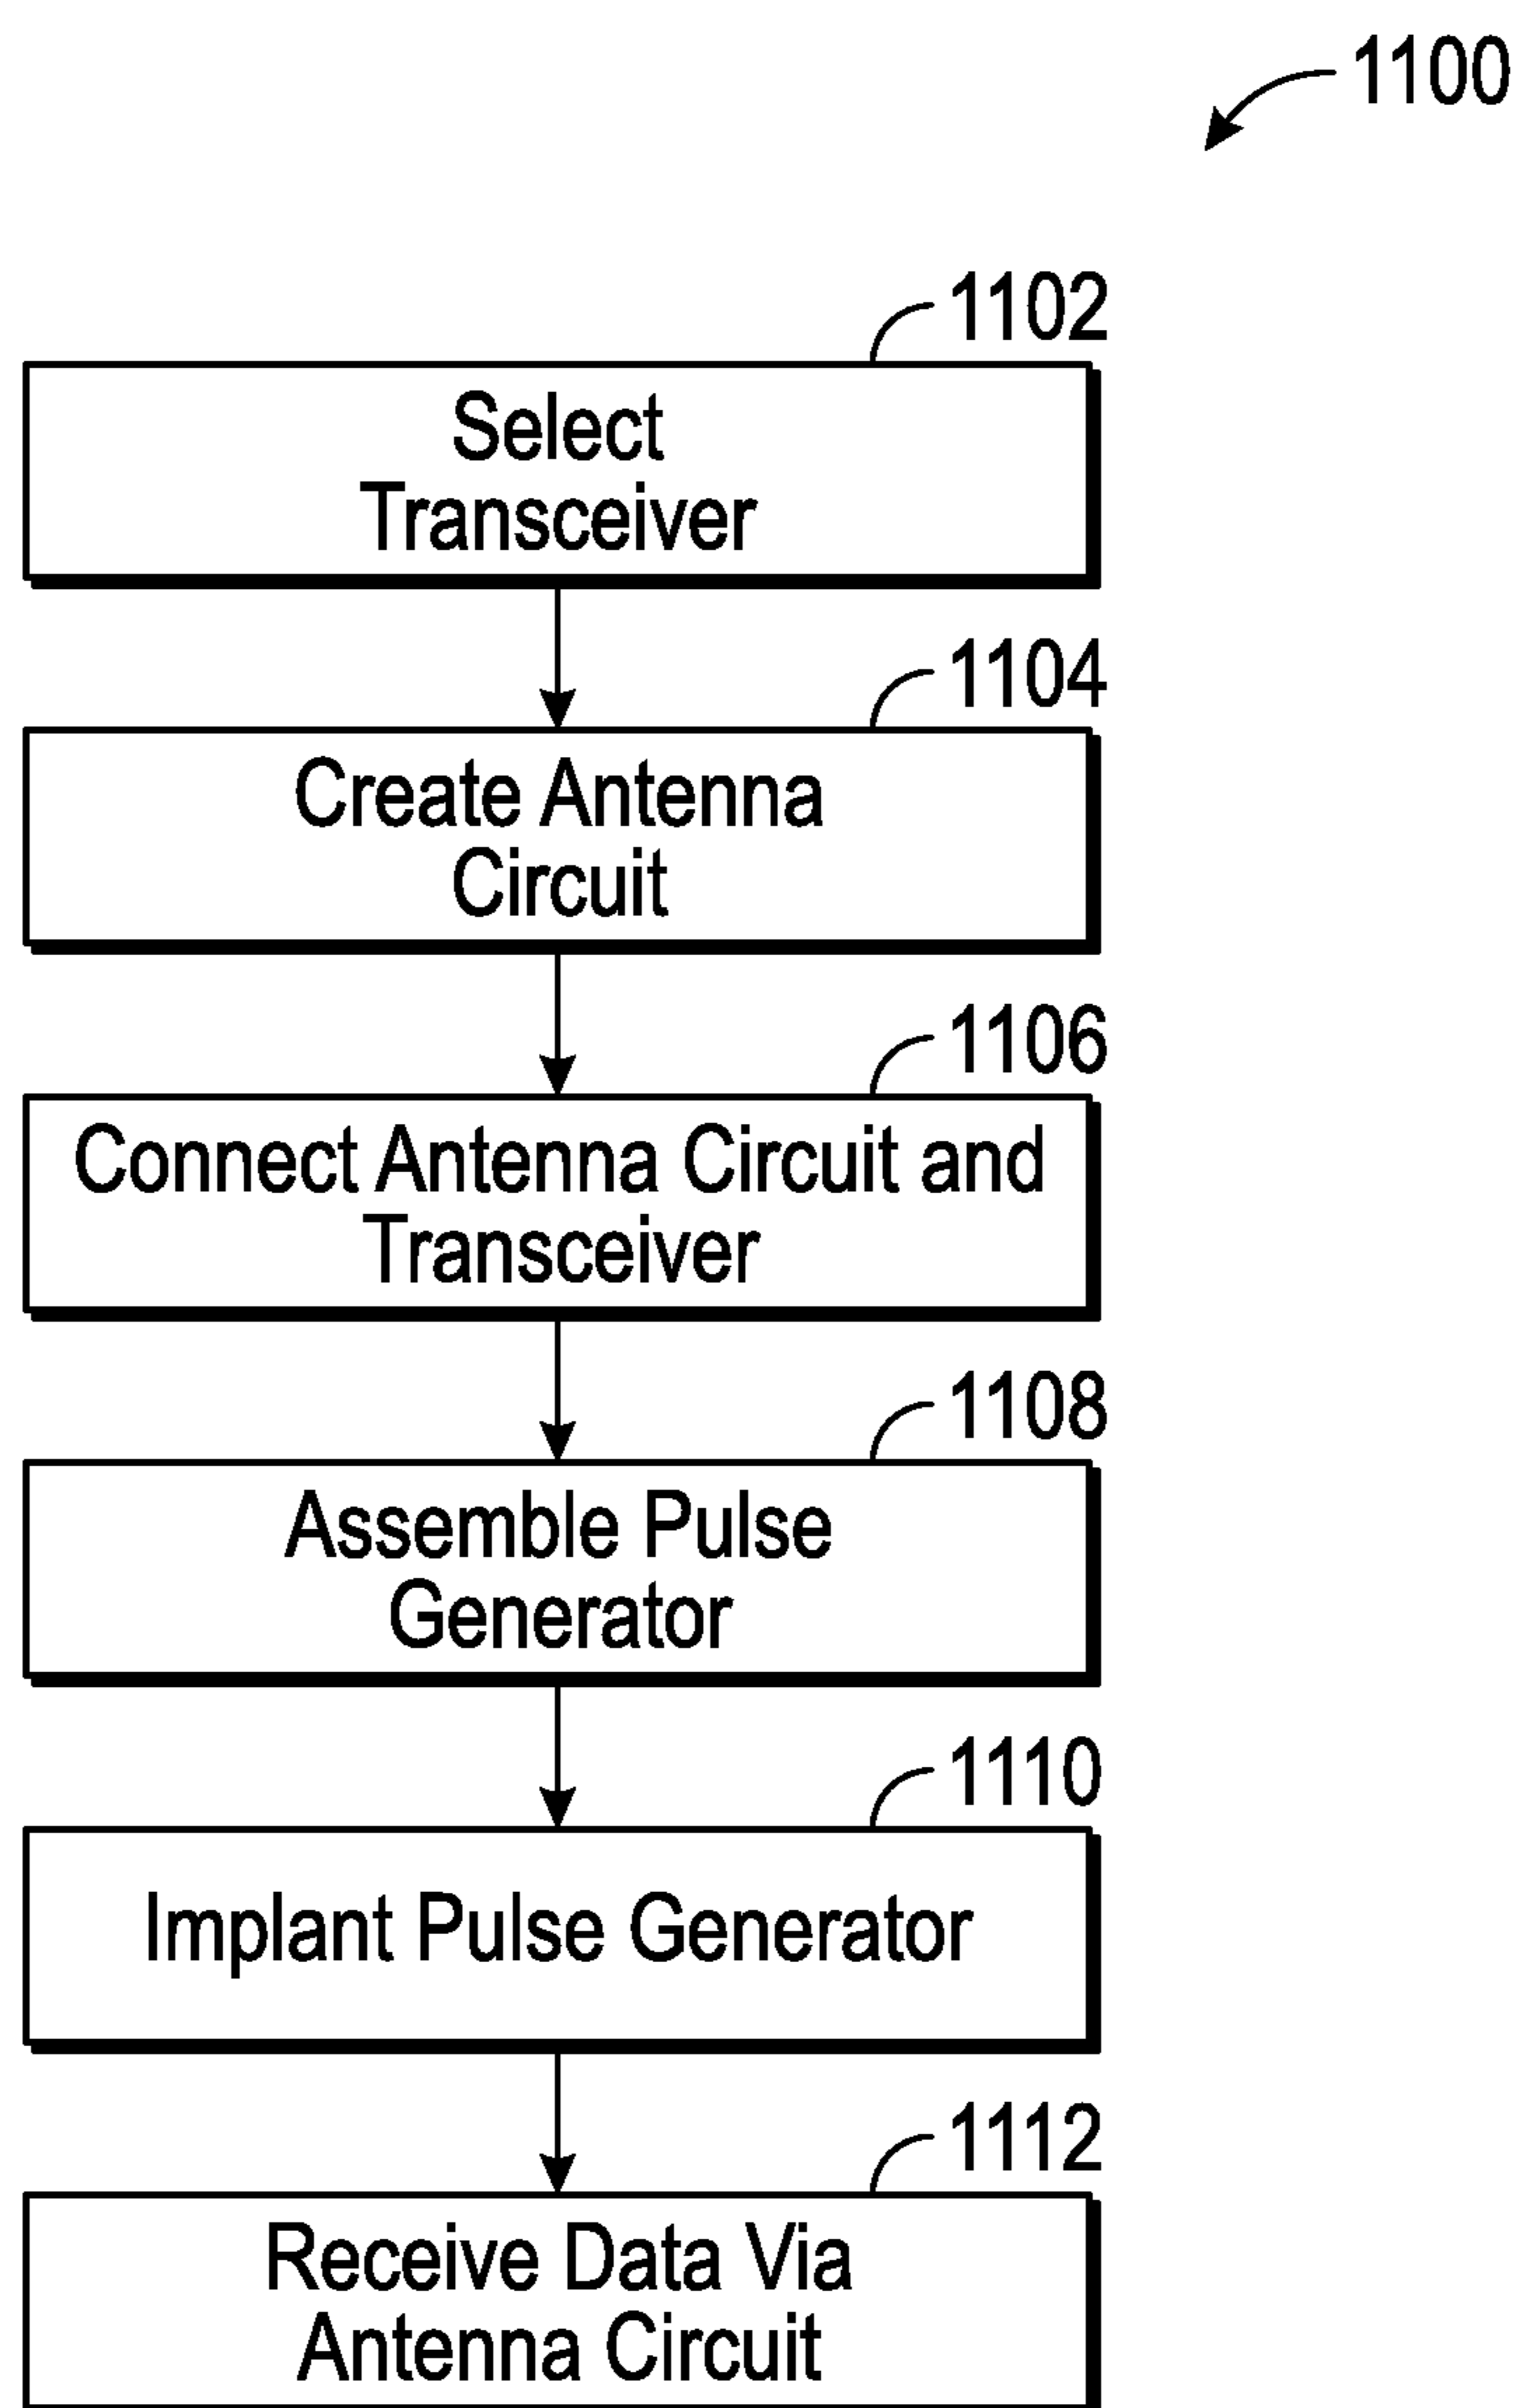 1100
1102
Select
Transceiver
1104
Create Antenna
Circuit
1106
Connect Antenna Circuit and
Transceiver
1108
Assemble Pulse
Generator
1110
Implant Pulse Generator
1112
Receive Data Via
Antenna Circuit